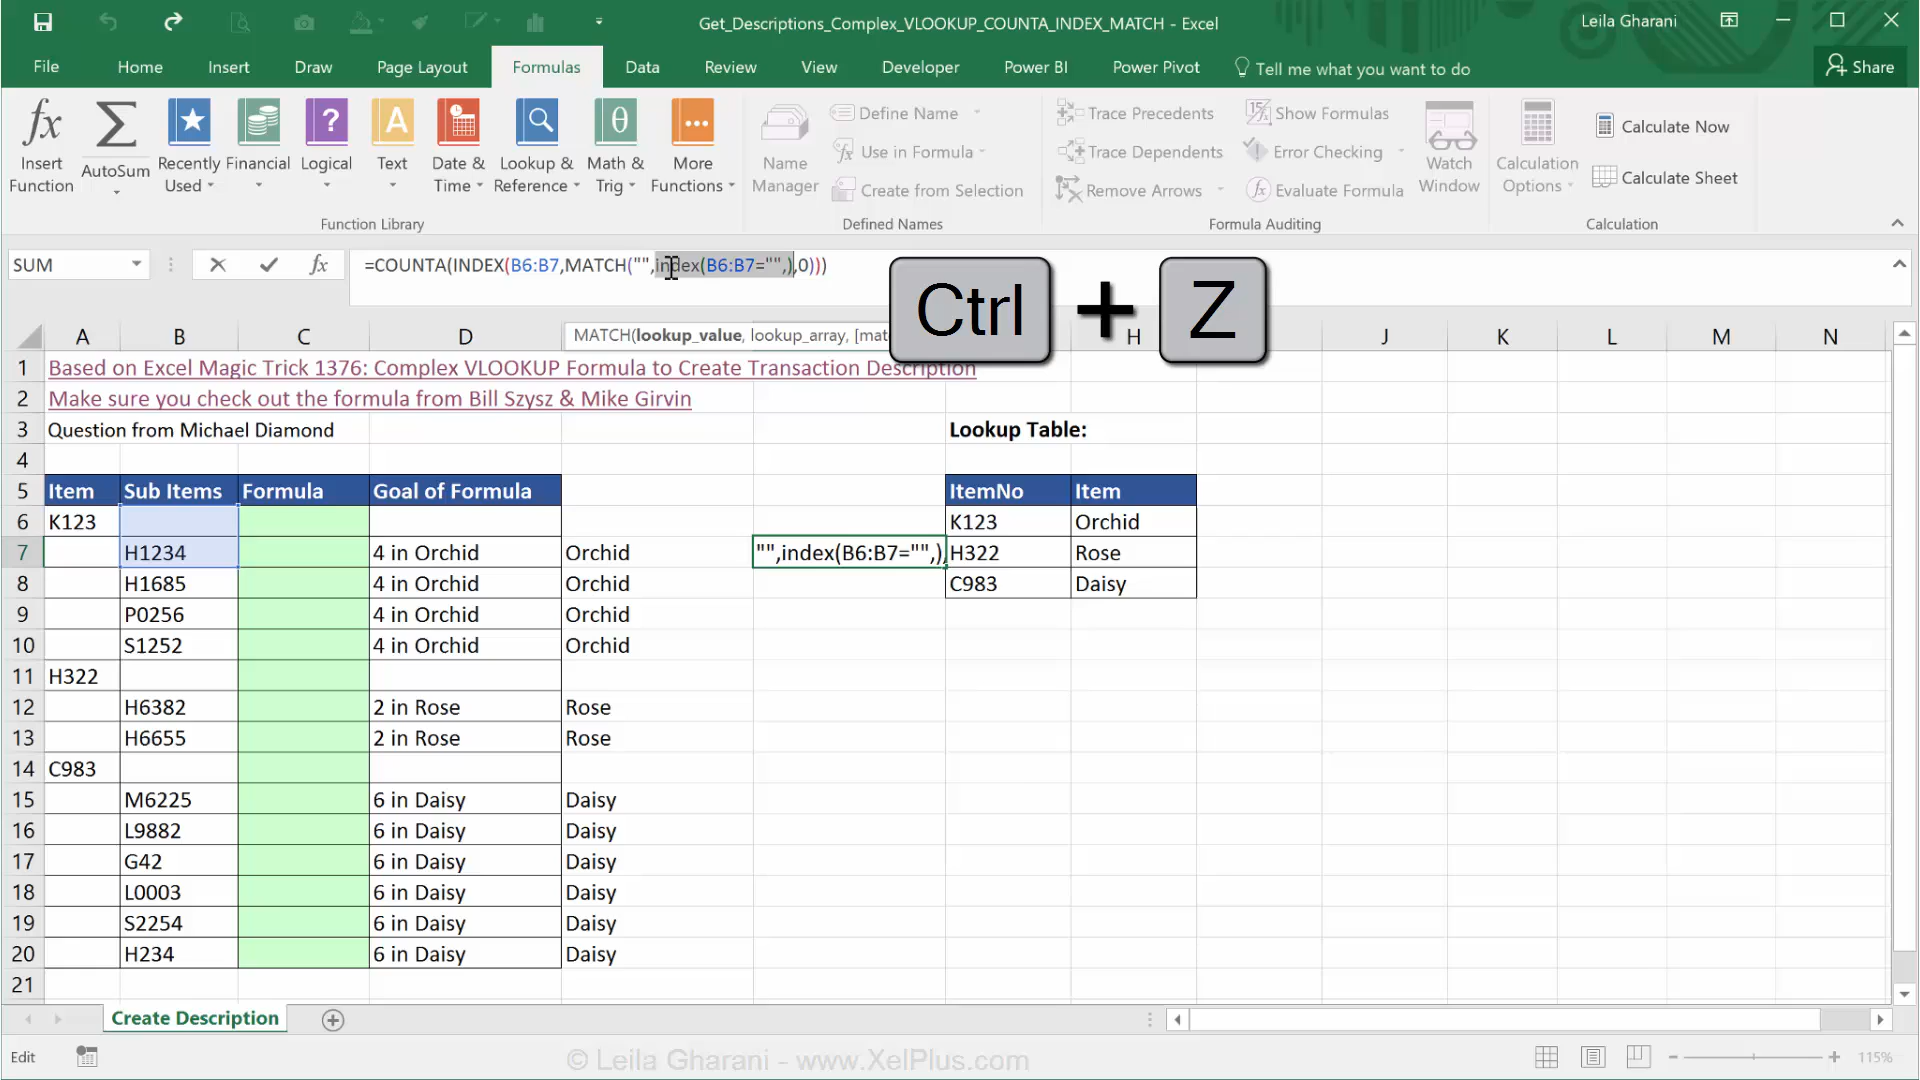 Get_Descriptions_Complex_VLOOKUP_COUNTA_INDEX_MATCH - Excel
Leila Gharani
File Home Insert Draw Page Layout Formulas Data Review View Developer Power BI Power Pivot Tell me what you want to do Share
Insert Function
AutoSum
Recently Used
Financial
Logical
Text
Date & Time
Lookup & Reference
Math & Trig
More Functions
Function Library
Name Manager
Define Name
Use in Formula
Create from Selection
Defined Names
Trace Precedents
Trace Dependents
Remove Arrows
Show Formulas
Error Checking
Evaluate Formula
Formula Auditing
Watch Window
Calculation Options
Calculate Now
Calculate Sheet
Calculation
SUM
fx
=COUNTA(INDEX(B6:B7,MATCH("",index(B6:B7="",),0)))
MATCH(lookup_value, lookup_array, [mat
Ctrl + Z
A B C D H J K L M N
1 Based on Excel Magic Trick 1376: Complex VLOOKUP Formula to Create Transaction Description
2 Make sure you check out the formula from Bill Szysz & Mike Girvin
3 Question from Michael Diamond Lookup Table:
4
5 Item Sub Items Formula Goal of Formula ItemNo Item
6 K123 K123 Orchid
7 H1234 4 in Orchid Orchid "",index(B6:B7="",), H322 Rose
8 H1685 4 in Orchid Orchid C983 Daisy
9 P0256 4 in Orchid Orchid
10 S1252 4 in Orchid Orchid
11 H322
12 H6382 2 in Rose Rose
13 H6655 2 in Rose Rose
14 C983
15 M6225 6 in Daisy Daisy
16 L9882 6 in Daisy Daisy
17 G42 6 in Daisy Daisy
18 L0003 6 in Daisy Daisy
19 S2254 6 in Daisy Daisy
20 H234 6 in Daisy Daisy
21
Create Description
Edit
© Leila Gharani - www.XelPlus.com
115%